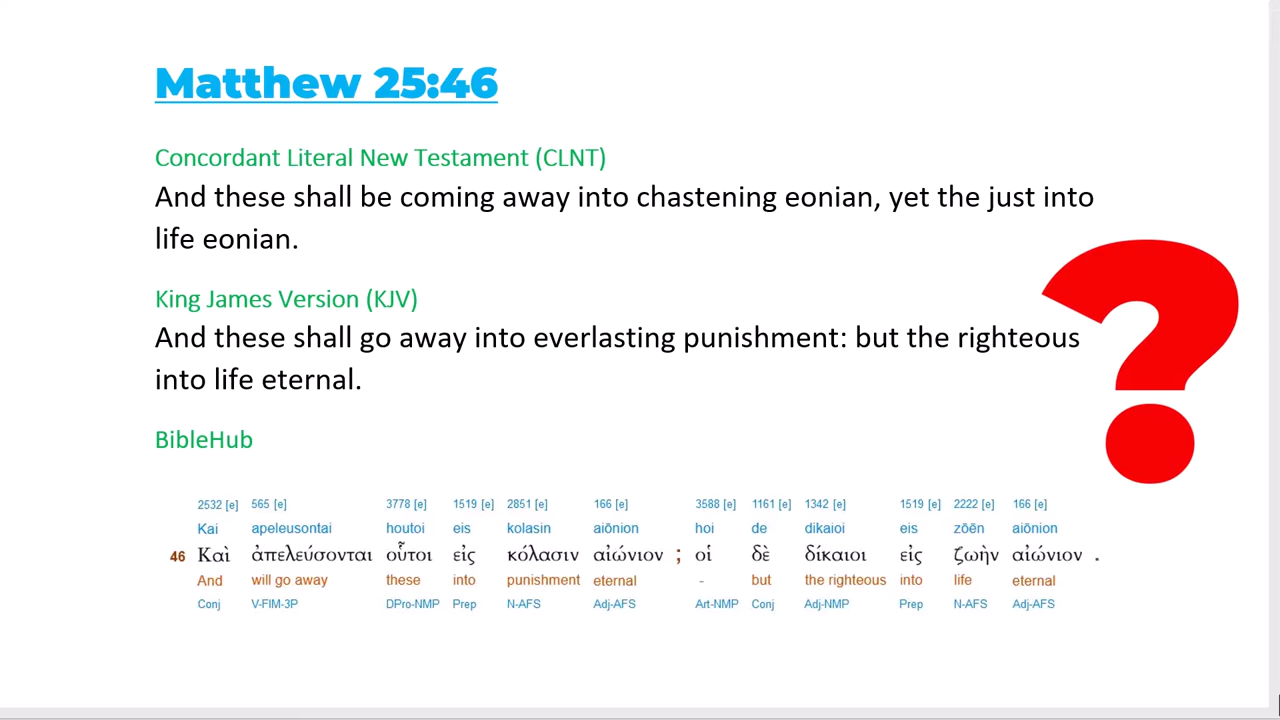 Matthew 25:46
Concordant Literal New Testament (CLNT)
And these shall be coming away into chastening eonian, yet the just into
life eonian.
King James Version (KJV)
And these shall go away into everlasting punishment: but the righteous
into life eternal.
?
BibleHub
2532 [e] 565 [e] 3778 [e] 1519 [e] 2851 [e] 166 [e] 3588 [e] 1161 [e] 1342 [e] 1519 [e] 2222 [e] 166 [e]
Kai apeleusontai houtoi eis kolasin aiōnion hoi de dikaioi eis zōēn aiōnion
46 Καὶ ἀπελεύσονται οὗτοι εἰς κόλασιν αἰώνιον ; οἱ δὲ δίκαιοι εἰς ζωὴν αἰώνιον .
And will go away these into punishment eternal - but the righteous into life eternal
Conj V-FIM-3P DPro-NMP Prep N-AFS Adj-AFS Art-NMP Conj Adj-NMP Prep N-AFS Adj-AFS